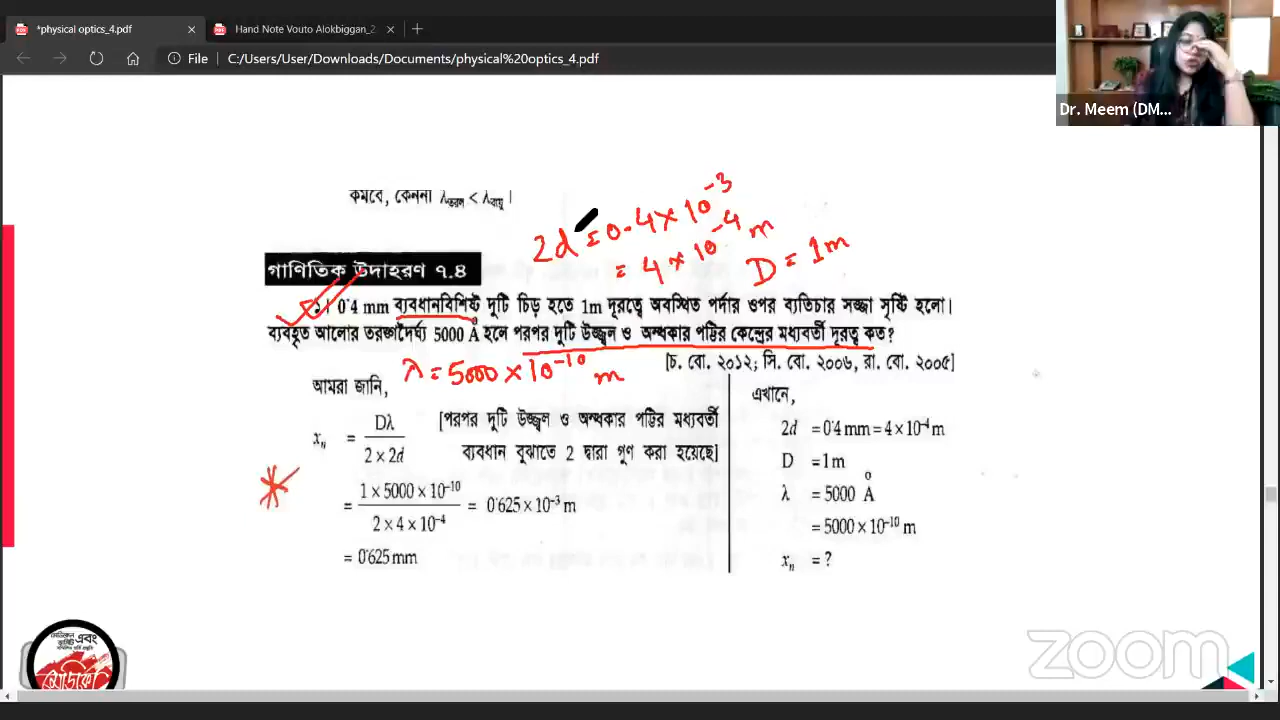 *physical optics_4.pdf
Hand Note Vouto Alokbiggan_2
File C:/Users/User/Downloads/Documents/physical%20optics_4.pdf
Dr. Meem (DM...
কমবে, কেননা λতরল < λবায়ু।
2d = 0.4 × 10⁻³
= 4 × 10⁻⁴ m
D = 1m
গাণিতিক উদাহরণ ৭.৪
১। 0·4 mm ব্যবধানবিশিষ্ট দুটি চিড় হতে 1m দূরত্বে অবস্থিত পর্দার ওপর ব্যতিচার সজ্জা সৃষ্টি হলো।
ব্যবহৃত আলোর তরঙ্গদৈর্ঘ্য 5000 Å হলে পরপর দুটি উজ্জ্বল ও অন্ধকার পট্টির কেন্দ্রের মধ্যবর্তী দূরত্ব কত?
[চ. বো. ২০১২; সি. বো. ২০০৬, রা. বো. ২০০৫]
λ = 5000 × 10⁻¹⁰ m
আমরা জানি,
xₙ = Dλ / 2 × 2d
[পরপর দুটি উজ্জ্বল ও অন্ধকার পট্টির মধ্যবর্তী
ব্যবধান বুঝাতে 2 দ্বারা গুণ করা হয়েছে]
= 1 × 5000 × 10⁻¹⁰ / 2 × 4 × 10⁻⁴ = 0·625 × 10⁻³ m
= 0·625 mm
এখানে,
2d = 0·4 mm = 4 × 10⁻⁴ m
D = 1m
λ = 5000 Å
= 5000 × 10⁻¹⁰ m
xₙ = ?
zoom